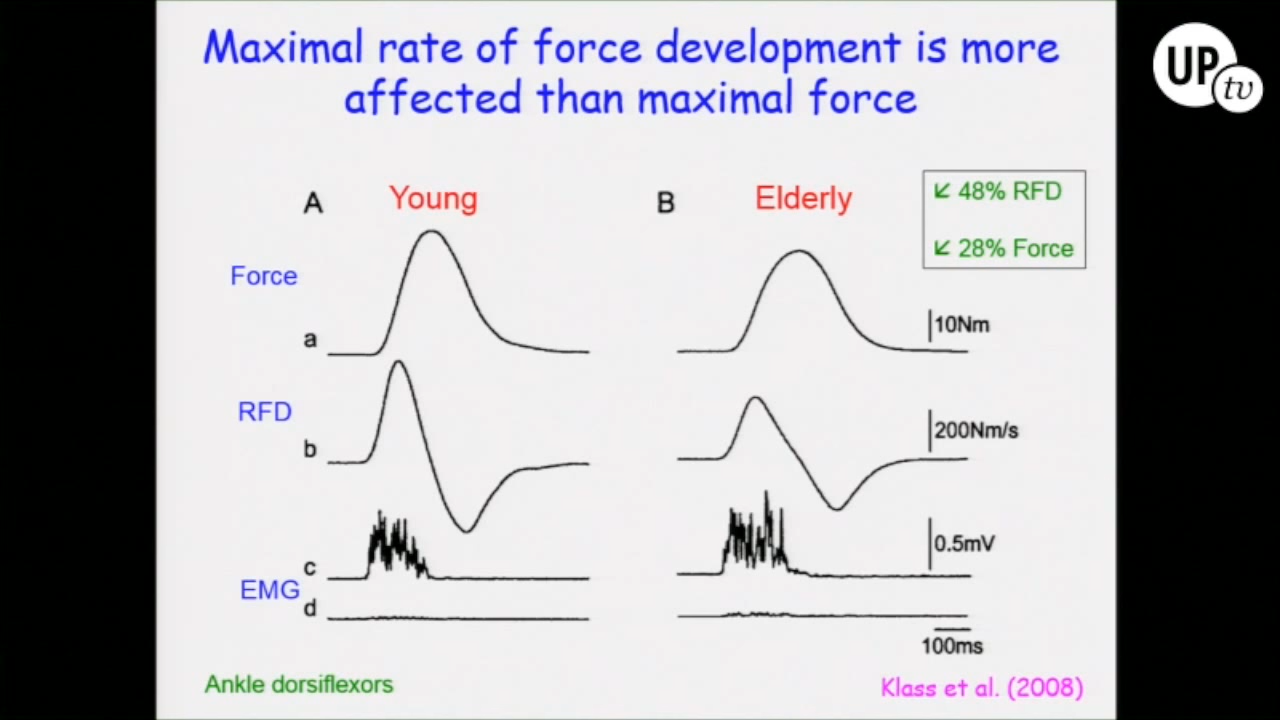 Maximal rate of force development is more
affected than maximal force
UP
tv
A
Young
B
Elderly
↙ 48% RFD
↙ 28% Force
Force
a
10Nm
RFD
b
200Nm/s
c
0.5mV
EMG
d
100ms
Ankle dorsiflexors
Klass et al. (2008)